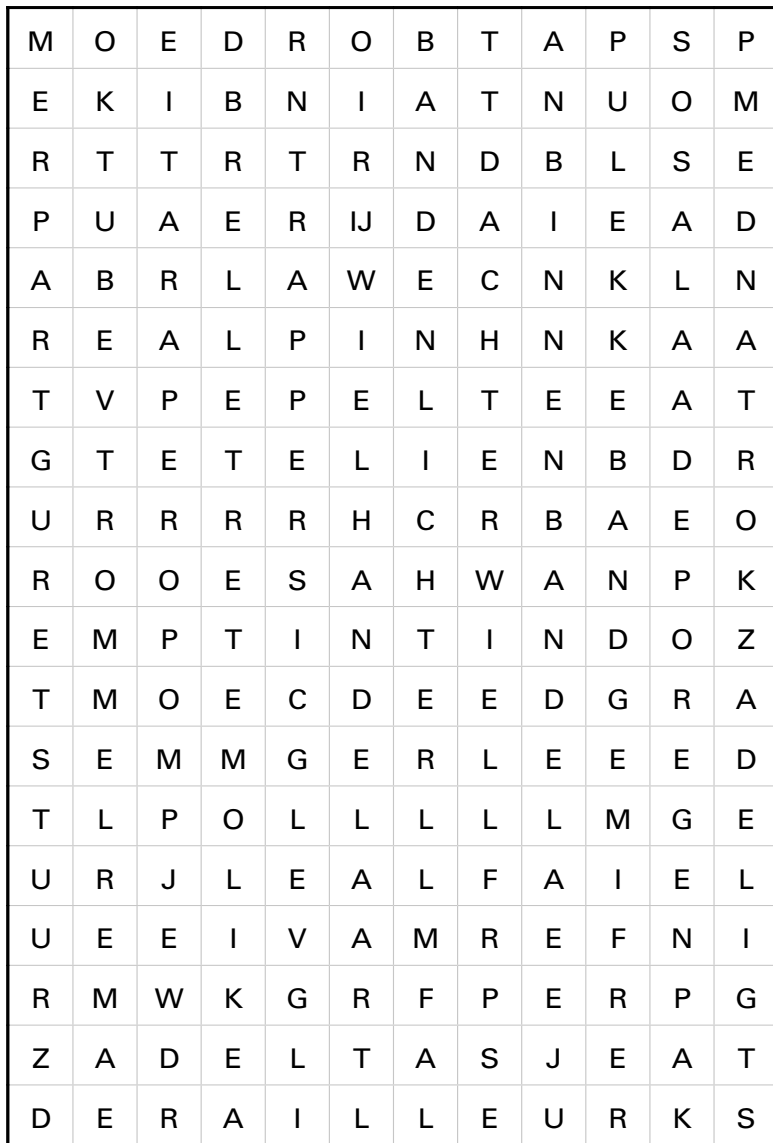 M O E D R O B T A P S P
E K I B N I A T N U O M
R T T R T R N D B L S E
P U A E R IJ D A I E A D
A B R L A W E C N K L N
R E A L P I N H N K A A
T V P E P E L T E E A T
G T E T E L I E N B D R
U R R R R H C R B A E O
R O O E S A H W A N P K
E M P T I N T I N D O Z
T M O E C D E E D G R A
S E M M G E R L E E E D
T L P O L L L L L M G E
U R J L E A L F A I E L
U E E I V A M R E F N I
R M W K G R F P E R P G
Z A D E L T A S J E A T
D E R A I L L E U R K S